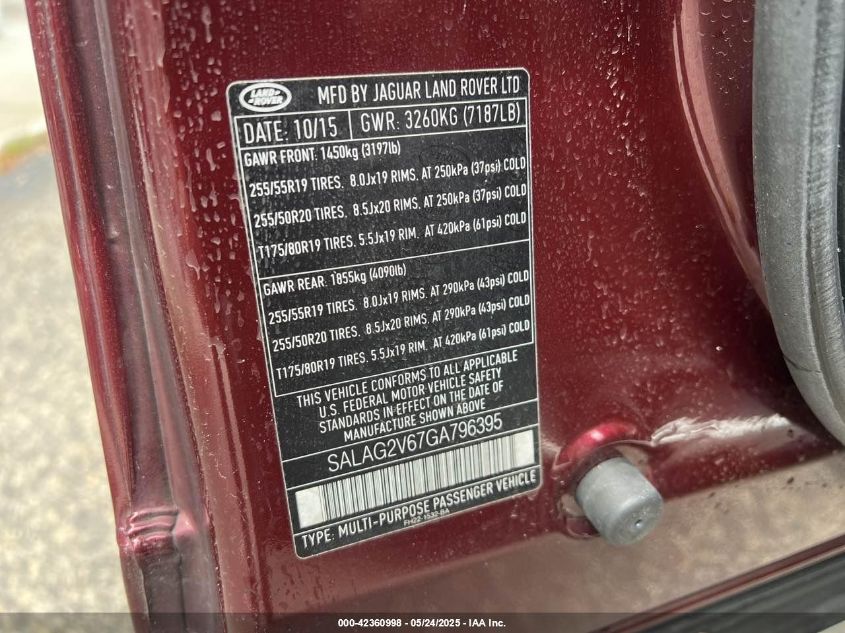 LAND ROVER
MFD BY JAGUAR LAND ROVER LTD
DATE: 10/15 GWR: 3260KG (7187LB)
GAWR FRONT: 1450kg (3197lb)
255/55R19 TIRES. 8.0Jx19 RIMS. AT 250kPa (37psi) COLD
255/50R20 TIRES. 8.5Jx20 RIMS. AT 250kPa (37psi) COLD
T175/80R19 TIRES. 5.5Jx19 RIM. AT 420kPa (61psi) COLD
GAWR REAR: 1855kg (4090lb)
255/55R19 TIRES. 8.0Jx19 RIMS. AT 290kPa (43psi) COLD
255/50R20 TIRES. 8.5Jx20 RIMS. AT 290kPa (43psi) COLD
T175/80R19 TIRES. 5.5Jx19 RIM. AT 420kPa (61psi) COLD
THIS VEHICLE CONFORMS TO ALL APPLICABLE
U.S. FEDERAL MOTOR VEHICLE SAFETY
STANDARDS IN EFFECT ON THE DATE OF
MANUFACTURE SHOWN ABOVE
SALAG2V67GA796395
TYPE: MULTI-PURPOSE PASSENGER VEHICLE
FH22-1532-BA
000-42360998 - 05/24/2025 - IAA Inc.